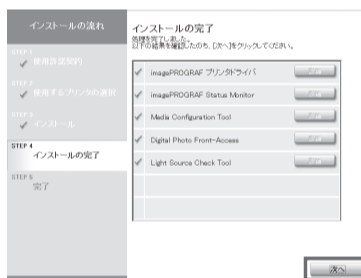 インストールの流れ
STEP 1
使用許諾契約
STEP 2
使用するプリンタの選択
STEP 3
インストール
STEP 4
インストールの完了
STEP 5
完了
インストールの完了
処理を完了しました。
以下の結果を確認したのち、[次へ]をクリックしてください。
imagePROGRAF プリンタドライバ
imagePROGRAF Status Monitor
Media Configuration Tool
Digital Photo Front-Access
Light Source Check Tool
次へ